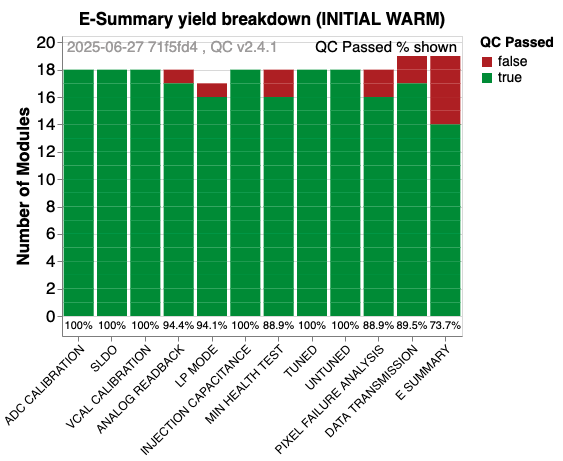 E-Summary yield breakdown (INITIAL WARM)
2025-06-27 71f5fd4 , QC v2.4.1
QC Passed % shown
QC Passed
false
true
Number of Modules
20
18
16
14
12
10
8
6
4
2
0
100% 100% 100% 94.4% 94.1% 100% 88.9% 100% 100% 88.9% 89.5% 73.7%
ADC CALIBRATION
SLDO
VCAL CALIBRATION
ANALOG READBACK
LP MODE
INJECTION CAPACITANCE
MIN HEALTH TEST
TUNED
UNTUNED
PIXEL FAILURE ANALYSIS
DATA TRANSMISSION
E SUMMARY